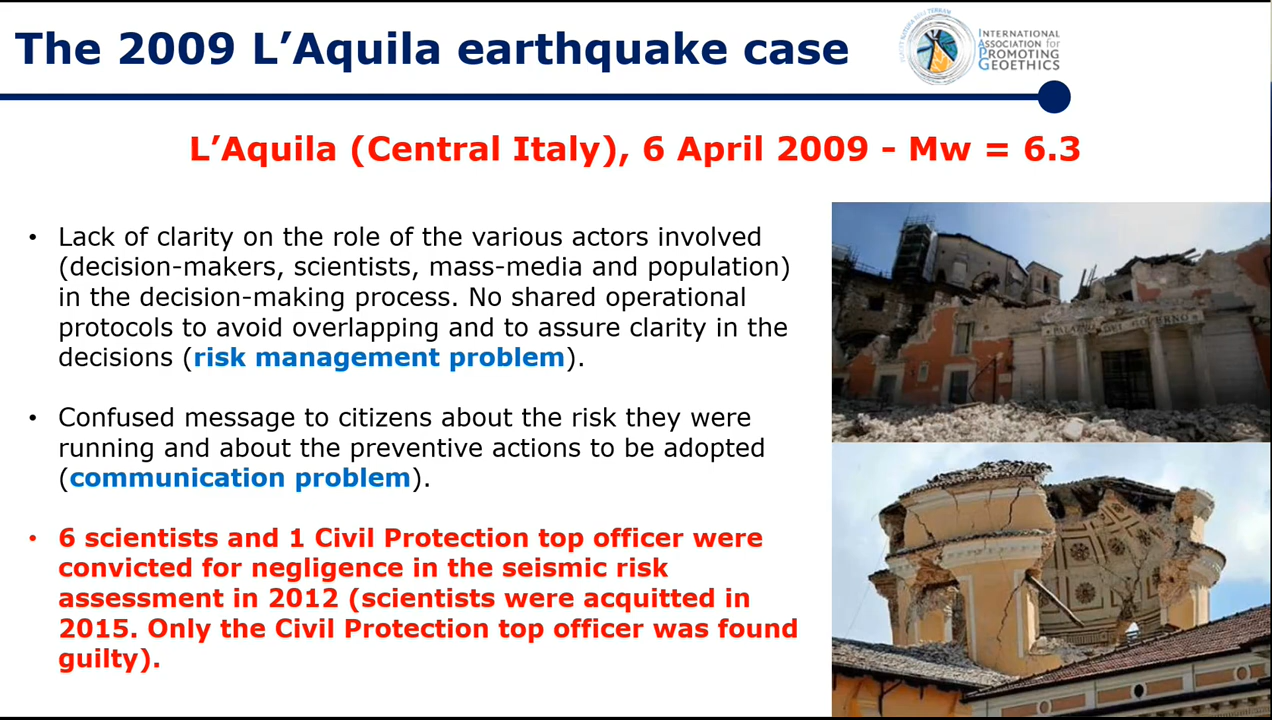 The 2009 L’Aquila earthquake case
INTERNATIONAL
ASSOCIATION for
PROMOTING
GEOETHICS
L’Aquila (Central Italy), 6 April 2009 - Mw = 6.3
• Lack of clarity on the role of the various actors involved
(decision-makers, scientists, mass-media and population)
in the decision-making process. No shared operational
protocols to avoid overlapping and to assure clarity in the
decisions (risk management problem).
• Confused message to citizens about the risk they were
running and about the preventive actions to be adopted
(communication problem).
• 6 scientists and 1 Civil Protection top officer were
convicted for negligence in the seismic risk
assessment in 2012 (scientists were acquitted in
2015. Only the Civil Protection top officer was found
guilty).
PALAZZO DEL GOVERNO